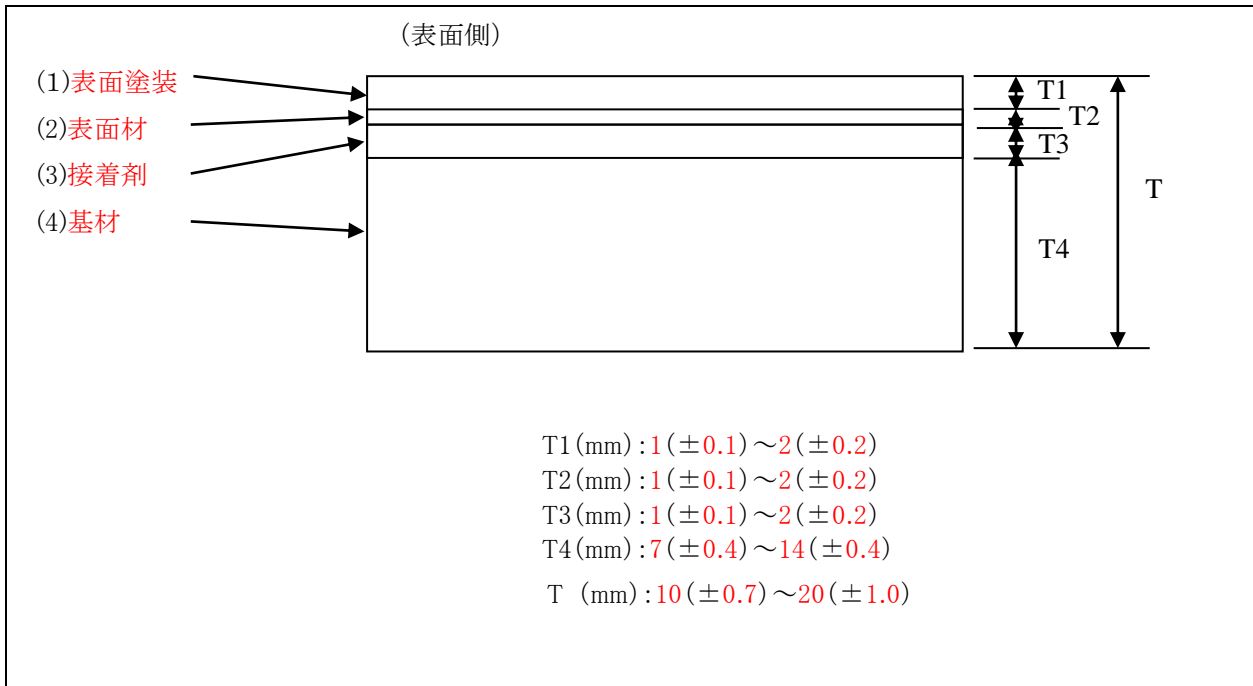 (表面側)
(1)表面塗装
(2)表面材
(3)接着剤
(4)基材
T1
T2
T3
T4
T
T1(mm):1(±0.1)～2(±0.2)
T2(mm):1(±0.1)～2(±0.2)
T3(mm):1(±0.1)～2(±0.2)
T4(mm):7(±0.4)～14(±0.4)
T (mm):10(±0.7)～20(±1.0)